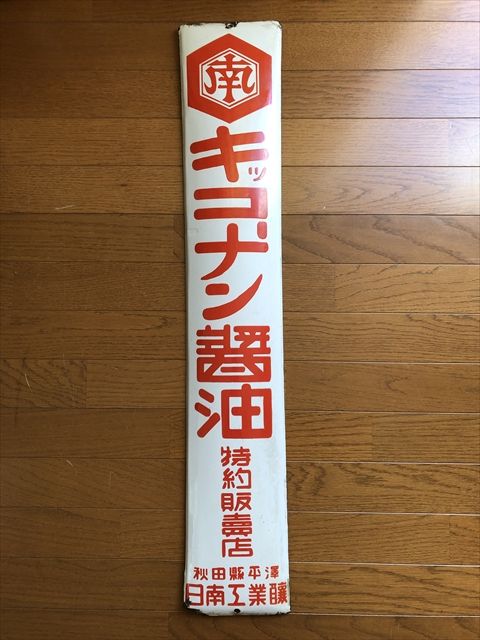 南
キッコナン醤油
特約販賣店
秋田縣平澤
日南工業釀